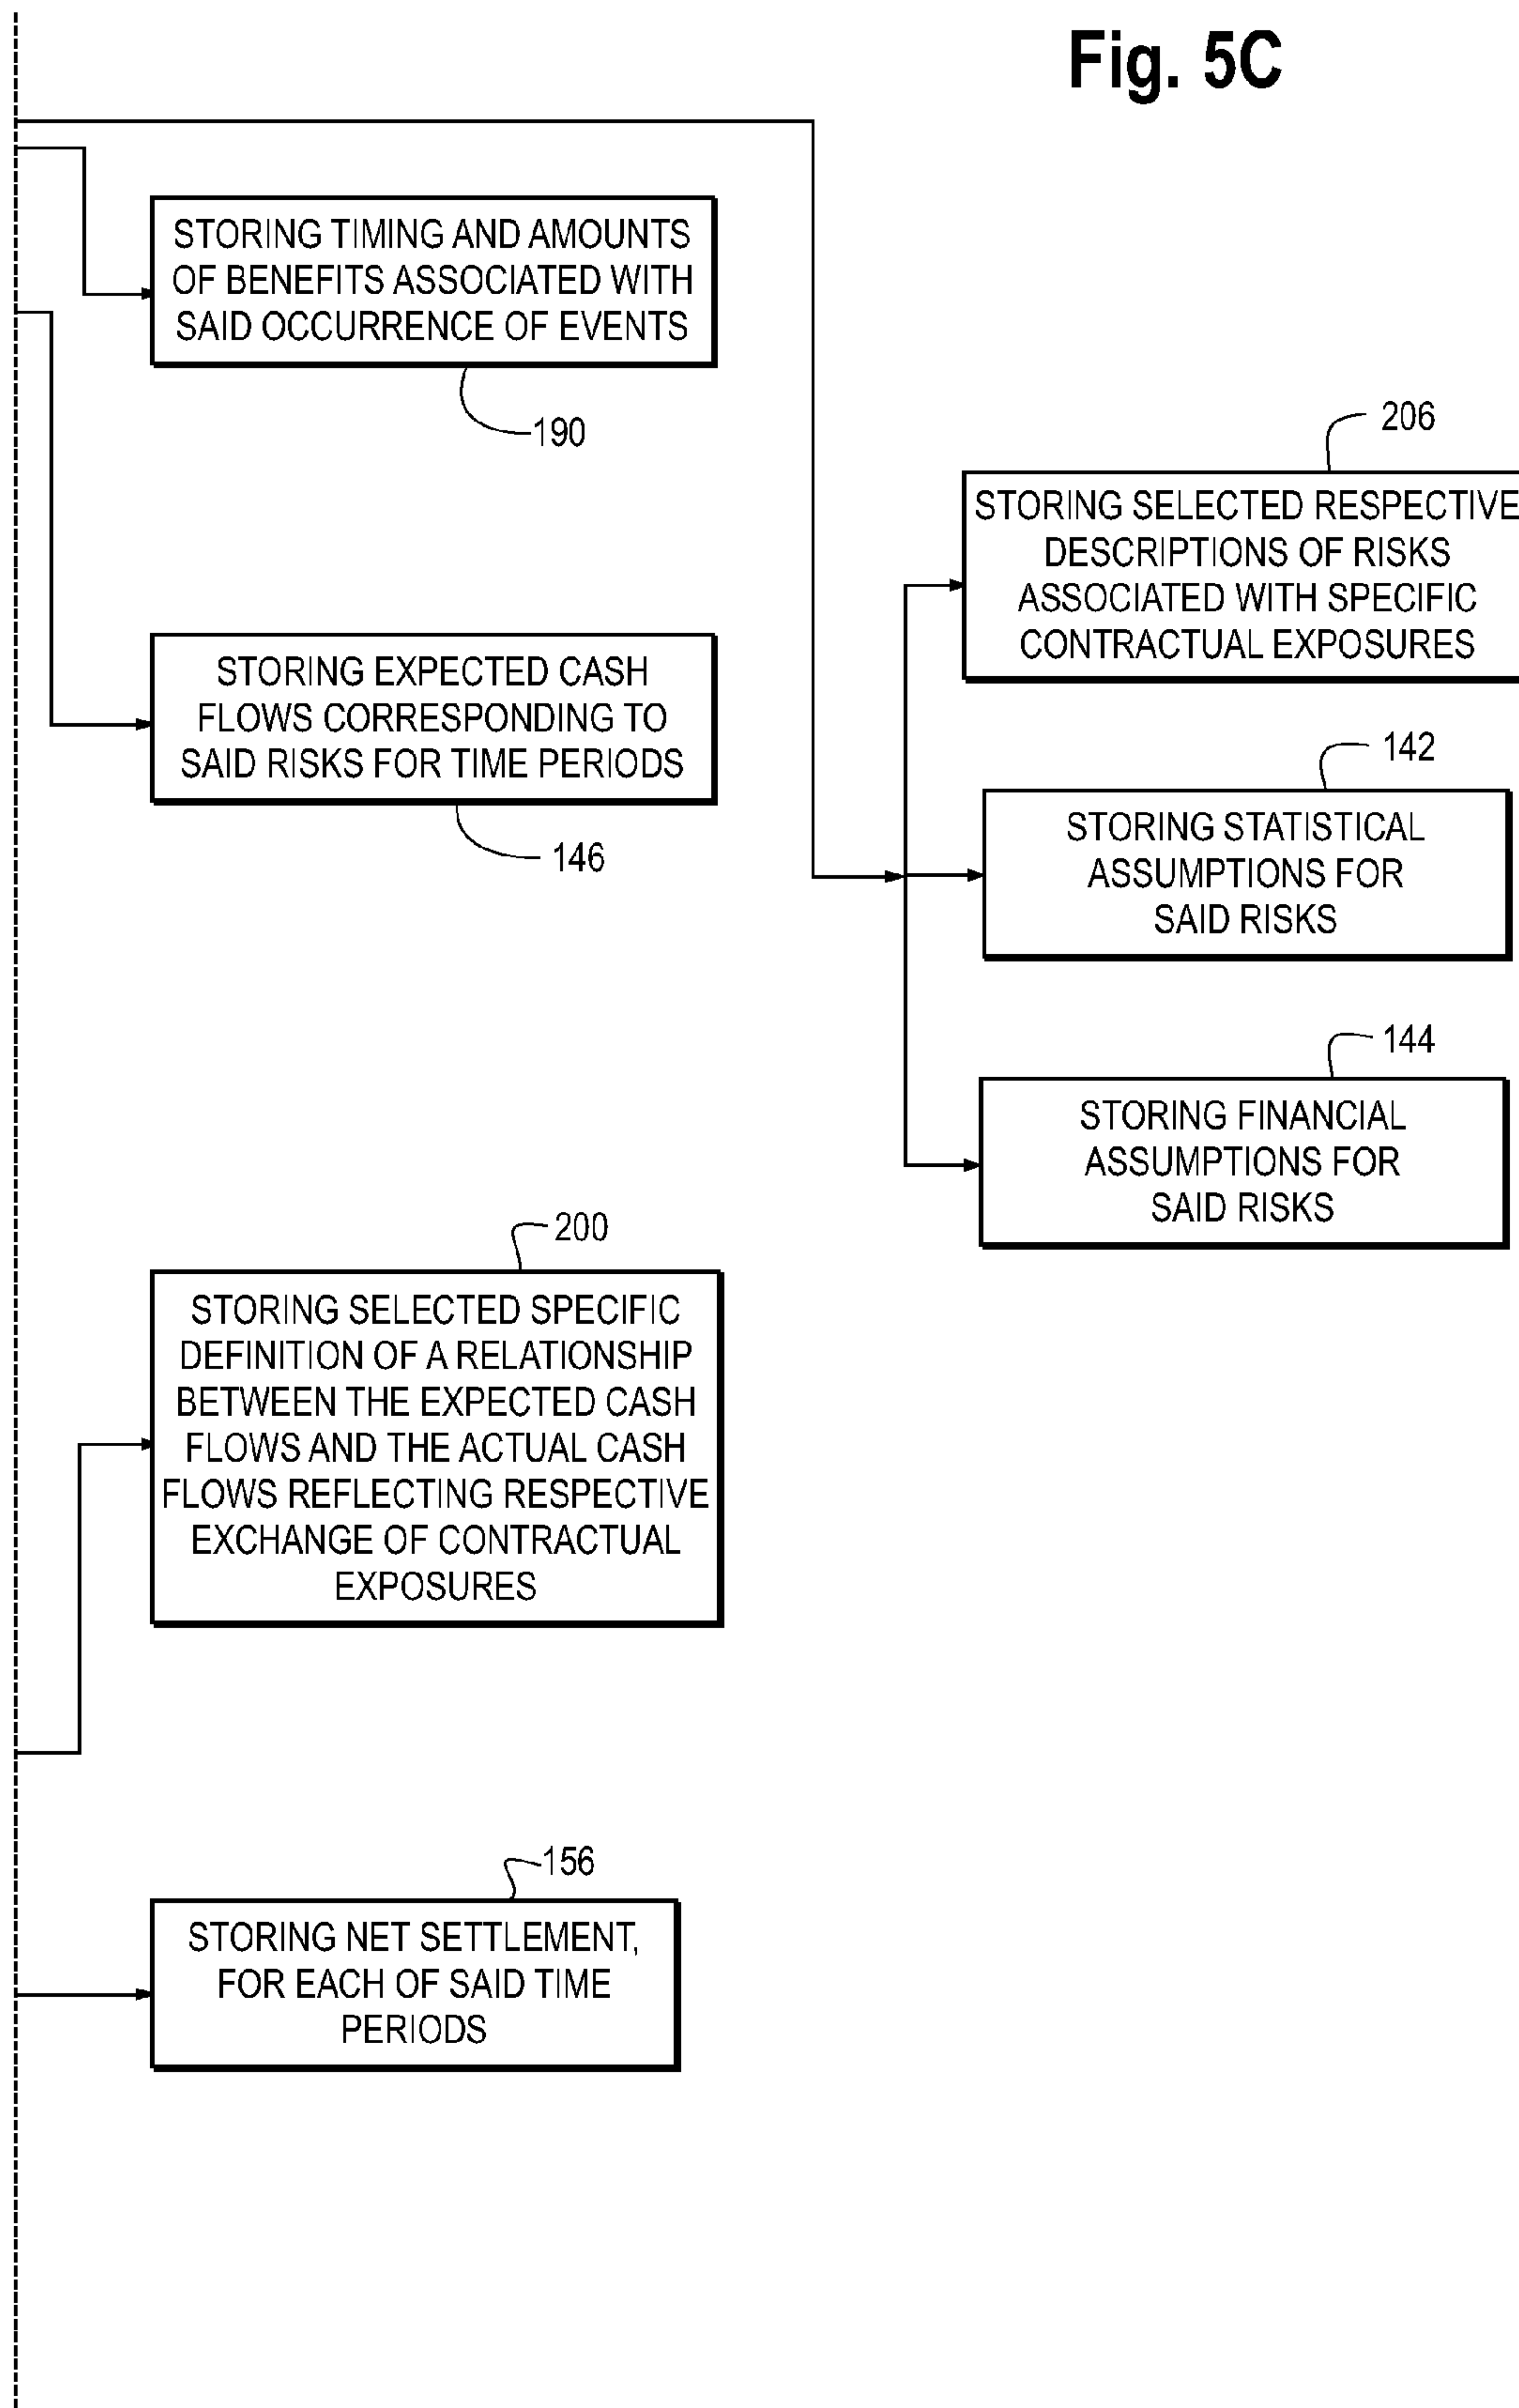 Fig. 5C
STORING TIMING AND AMOUNTS
OF BENEFITS ASSOCIATED WITH
SAID OCCURRENCE OF EVENTS
190
206
STORING SELECTED RESPECTIVE
DESCRIPTIONS OF RISKS
ASSOCIATED WITH SPECIFIC
CONTRACTUAL EXPOSURES
STORING EXPECTED CASH
FLOWS CORRESPONDING TO
SAID RISKS FOR TIME PERIODS
146
142
STORING STATISTICAL
ASSUMPTIONS FOR
SAID RISKS
144
STORING FINANCIAL
ASSUMPTIONS FOR
SAID RISKS
200
STORING SELECTED SPECIFIC
DEFINITION OF A RELATIONSHIP
BETWEEN THE EXPECTED CASH
FLOWS AND THE ACTUAL CASH
FLOWS REFLECTING RESPECTIVE
EXCHANGE OF CONTRACTUAL
EXPOSURES
156
STORING NET SETTLEMENT,
FOR EACH OF SAID TIME
PERIODS